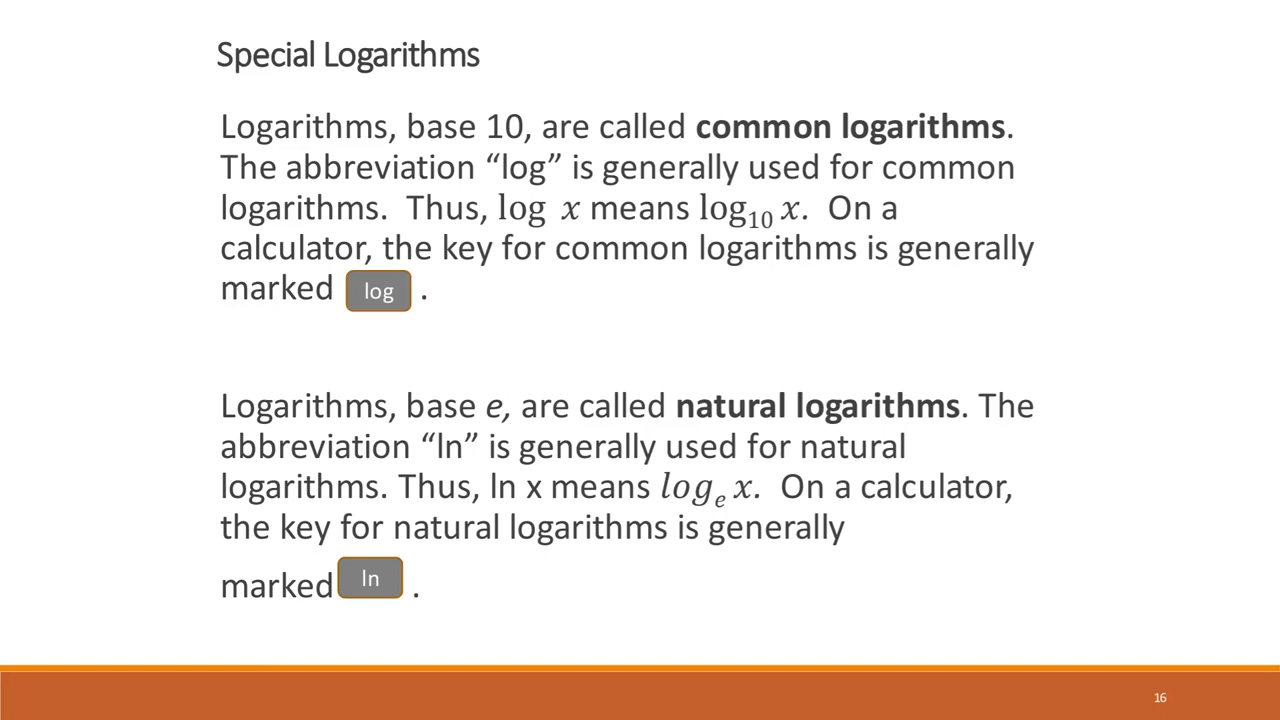 Special Logarithms
Logarithms, base 10, are called common logarithms.
The abbreviation “log” is generally used for common
logarithms.  Thus, log x means log₁₀ x.  On a
calculator, the key for common logarithms is generally
marked log .
Logarithms, base e, are called natural logarithms. The
abbreviation “ln” is generally used for natural
logarithms. Thus, ln x means logₑ x.  On a calculator,
the key for natural logarithms is generally
marked ln .
16